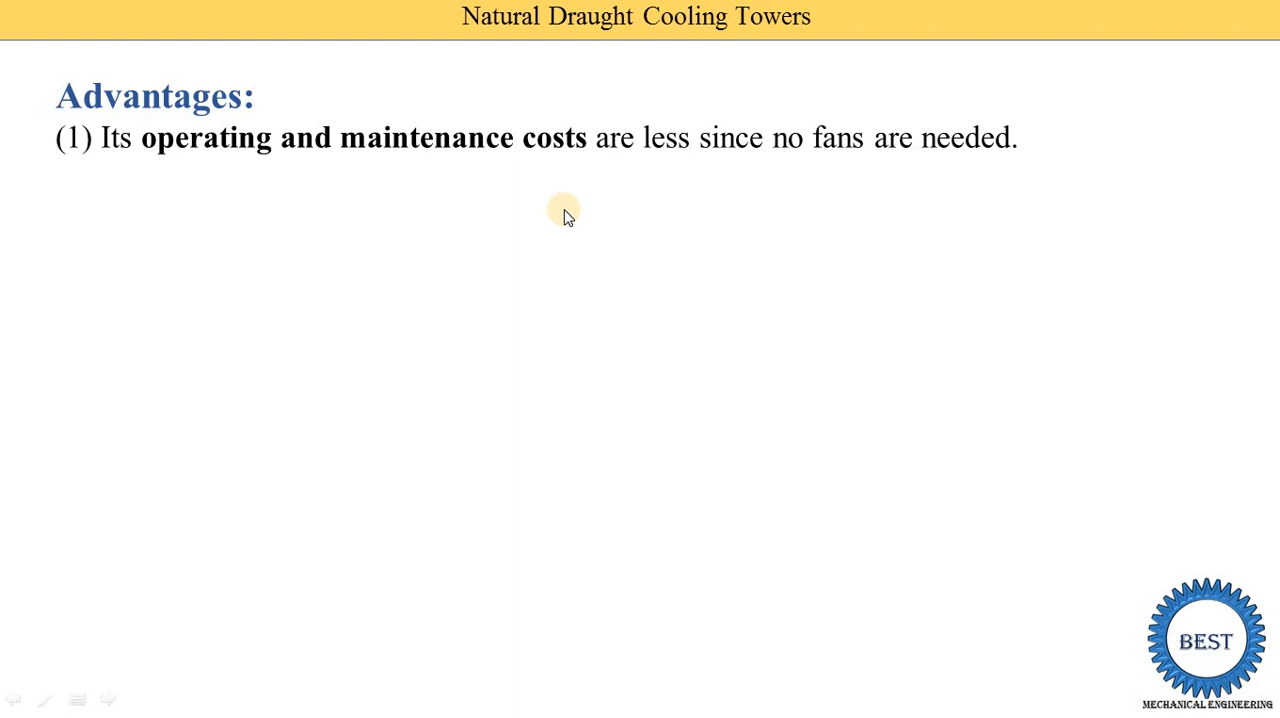 Natural Draught Cooling Towers
Advantages:
(1) Its operating and maintenance costs are less since no fans are needed.
BEST
MECHANICAL ENGINEERING